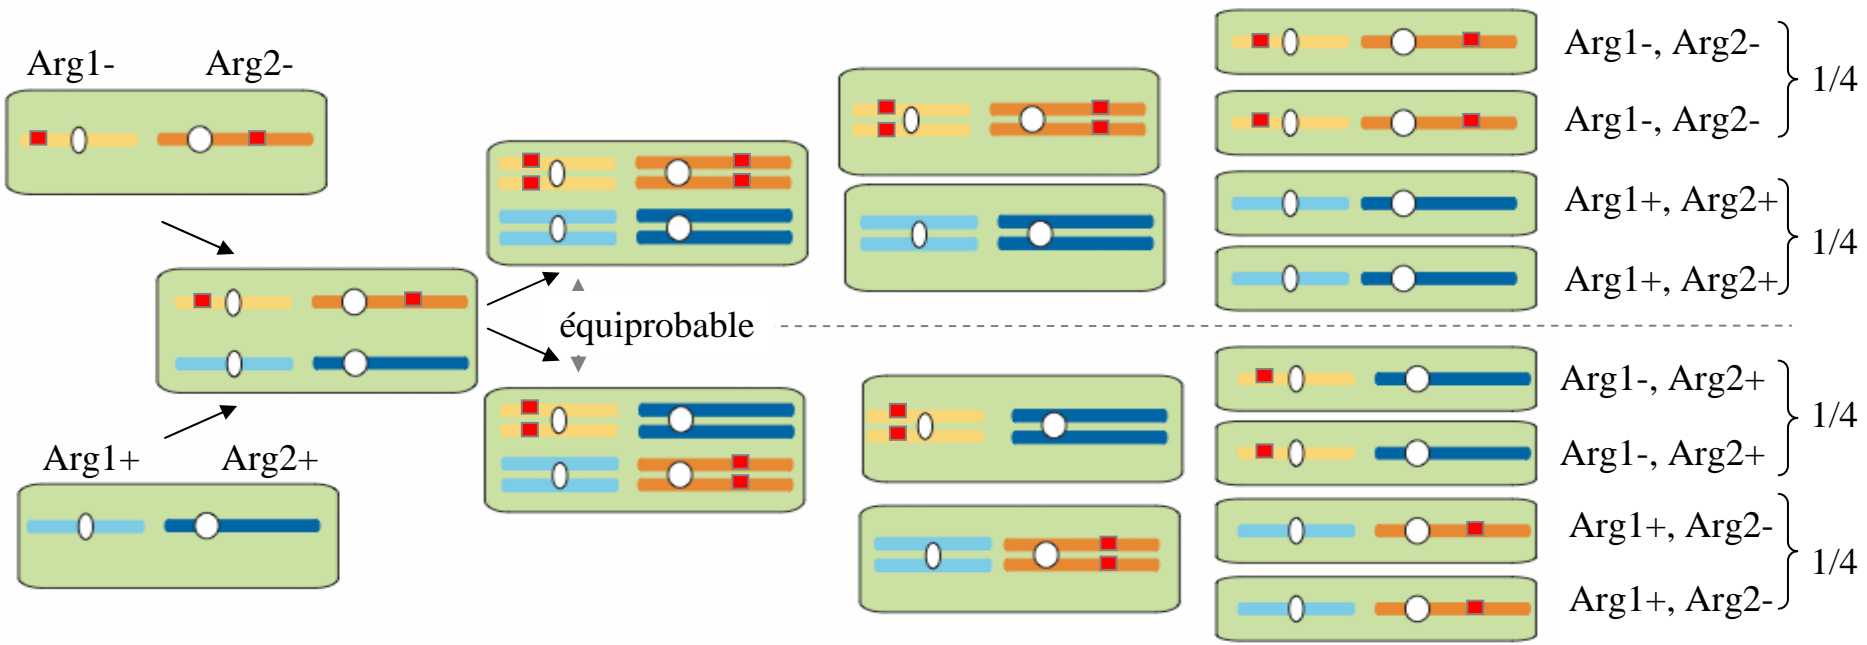 Arg1- Arg2-
Arg1+ Arg2+
équiprobable
Arg1-, Arg2-
Arg1-, Arg2-
1/4
Arg1+, Arg2+
Arg1+, Arg2+
1/4
Arg1-, Arg2+
Arg1-, Arg2+
1/4
Arg1+, Arg2-
Arg1+, Arg2-
1/4